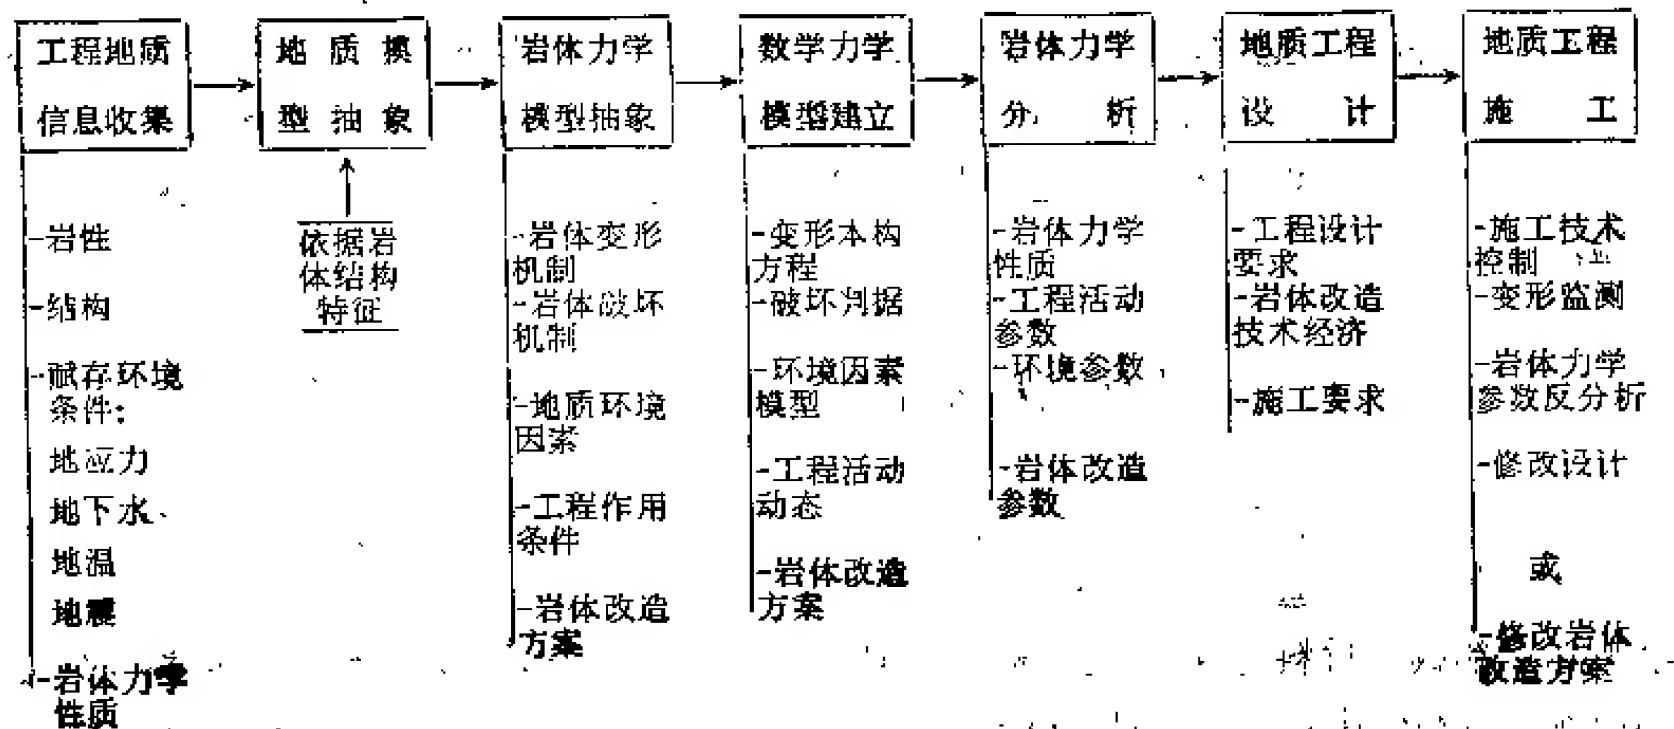 工程地质
信息收集
地质模
型抽象
岩体力学
模型抽象
数学力学
模型建立
岩体力学
分析
地质工程
设计
地质工程
施工
-岩性
-结构
-赋存环境
条件:
地应力
地下水
地温
地震
-岩体力学
性质
依据岩
体结构
特征
-岩体变形
机制
-岩体破坏
机制
-地质环境
因素
-工程作用
条件
-岩体改造
方案
-变形本构
方程
-破坏判据
-环境因素
模型
-工程活动
动态
-岩体改造
方案
-岩体力学
性质
-工程活动
参数
-环境参数
-岩体改造
参数
-工程设计
要求
-岩体改造
技术经济
-施工要求
-施工技术
控制
-变形监测
-岩体力学
参数反分析
-修改设计
或
-修改岩体
改造方案